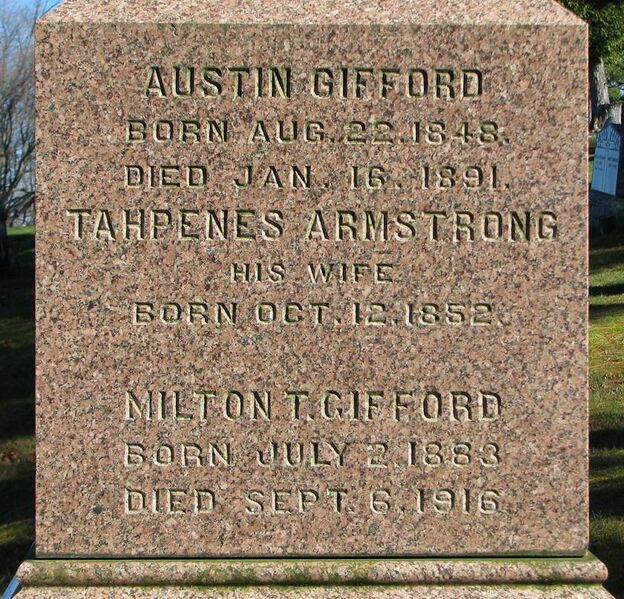 AUSTIN GIFFORD
BORN AUG. 22. 1848.
DIED JAN. 16. 1891.
TAHPENES ARMSTRONG
HIS WIFE
BORN OCT. 12. 1852.
MILTON T. GIFFORD
BORN JULY 2. 1883
DIED SEPT. 6. 1916